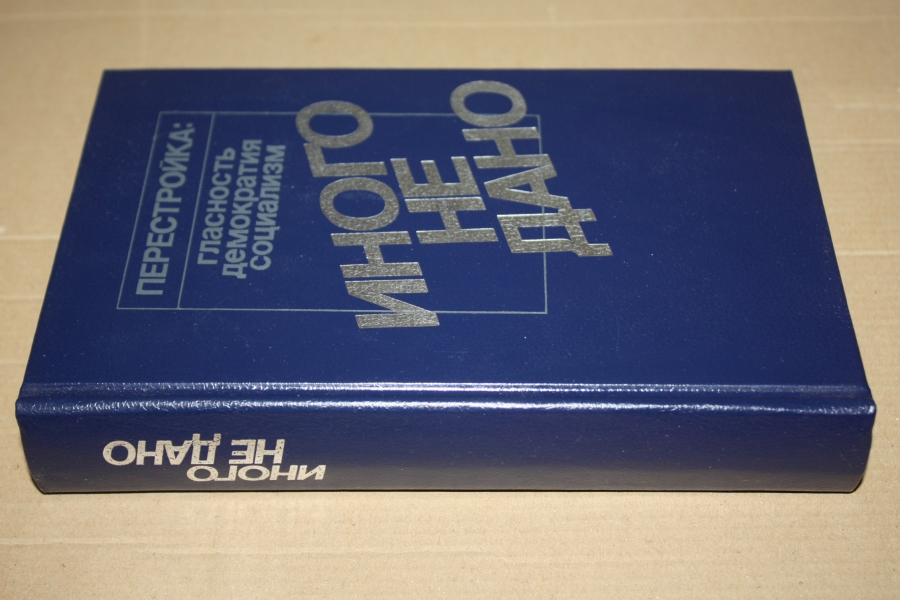 ПЕРЕСТРОЙКА:
гласность
демократия
социализм
ИНОГО
НЕ
ДАНО
ИНОГО
НЕ ДАНО